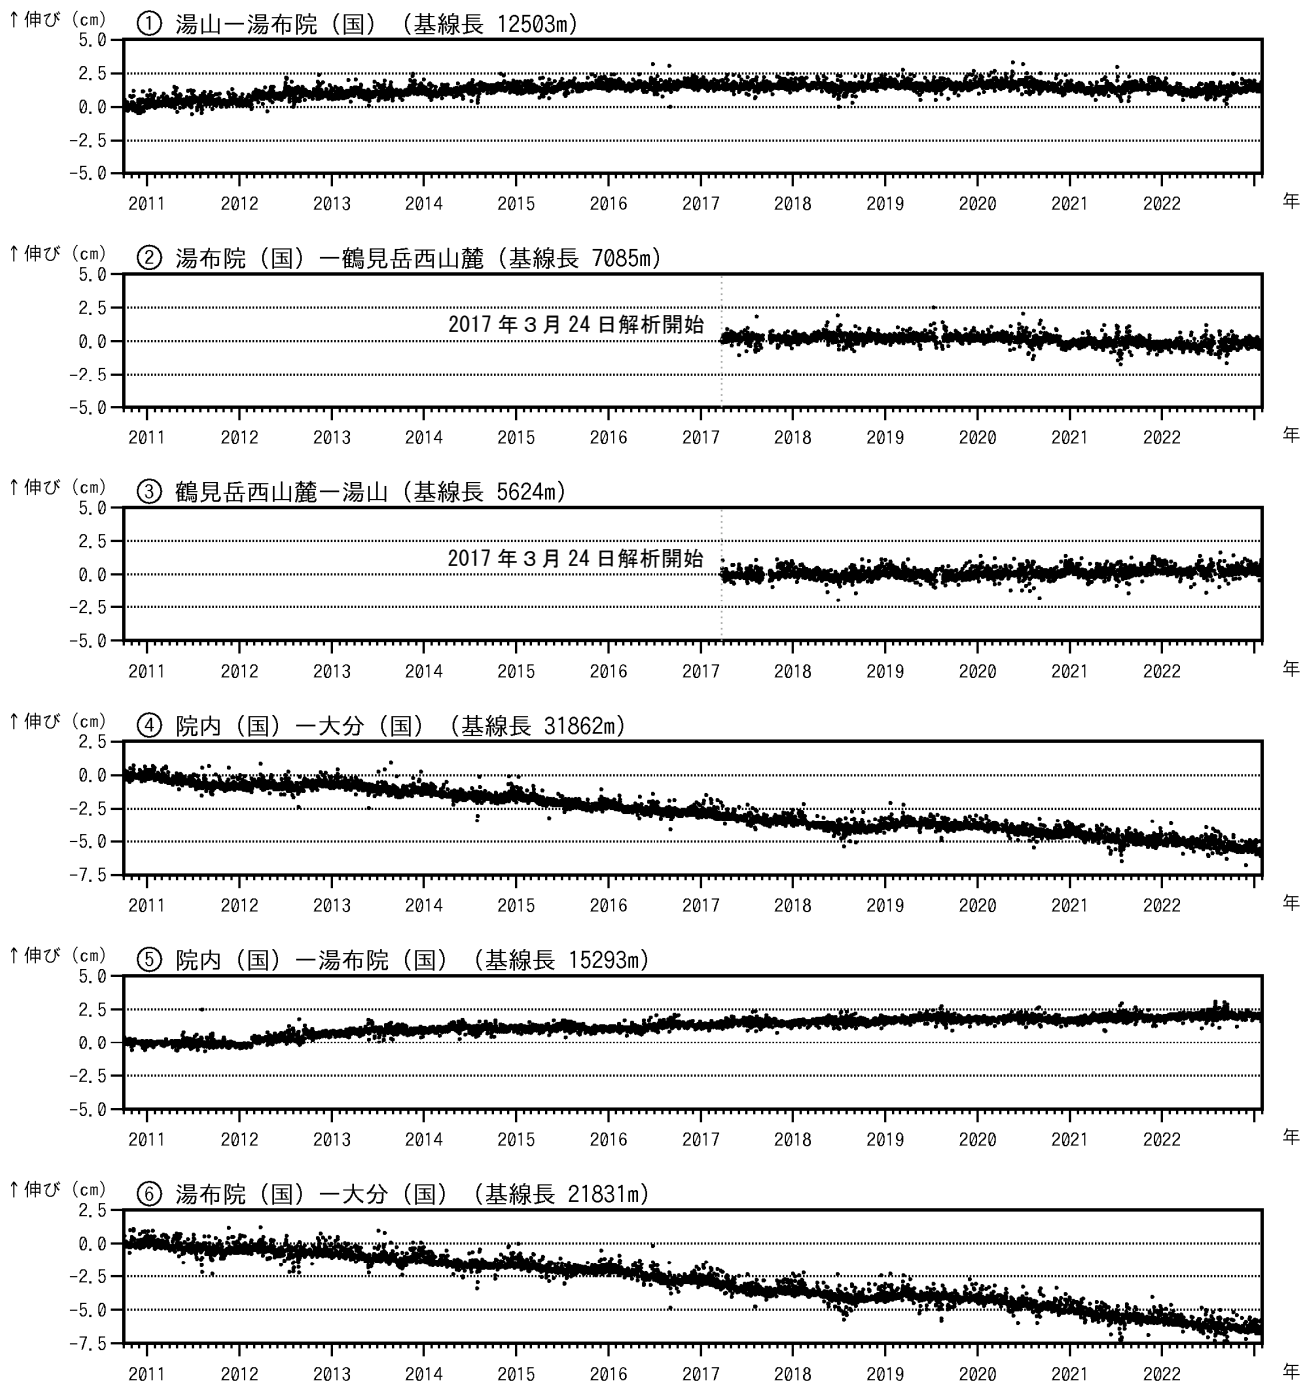 ↑伸び（cm） ① 湯山－湯布院（国）（基線長 12503m）
5.0
2.5
0.0
-2.5
-5.0
2011 2012 2013 2014 2015 2016 2017 2018 2019 2020 2021 2022 年
↑伸び（cm） ② 湯布院（国）－鶴見岳西山麓（基線長 7085m）
5.0
2.5
2017 年 3 月 24 日解析開始
0.0
-2.5
-5.0
2011 2012 2013 2014 2015 2016 2017 2018 2019 2020 2021 2022 年
↑伸び（cm） ③ 鶴見岳西山麓－湯山（基線長 5624m）
5.0
2.5
2017 年 3 月 24 日解析開始
0.0
-2.5
-5.0
2011 2012 2013 2014 2015 2016 2017 2018 2019 2020 2021 2022 年
↑伸び（cm） ④ 院内（国）－大分（国）（基線長 31862m）
2.5
0.0
-2.5
-5.0
-7.5
2011 2012 2013 2014 2015 2016 2017 2018 2019 2020 2021 2022 年
↑伸び（cm） ⑤ 院内（国）－湯布院（国）（基線長 15293m）
5.0
2.5
0.0
-2.5
-5.0
2011 2012 2013 2014 2015 2016 2017 2018 2019 2020 2021 2022 年
↑伸び（cm） ⑥ 湯布院（国）－大分（国）（基線長 21831m）
2.5
0.0
-2.5
-5.0
-7.5
2011 2012 2013 2014 2015 2016 2017 2018 2019 2020 2021 2022 年